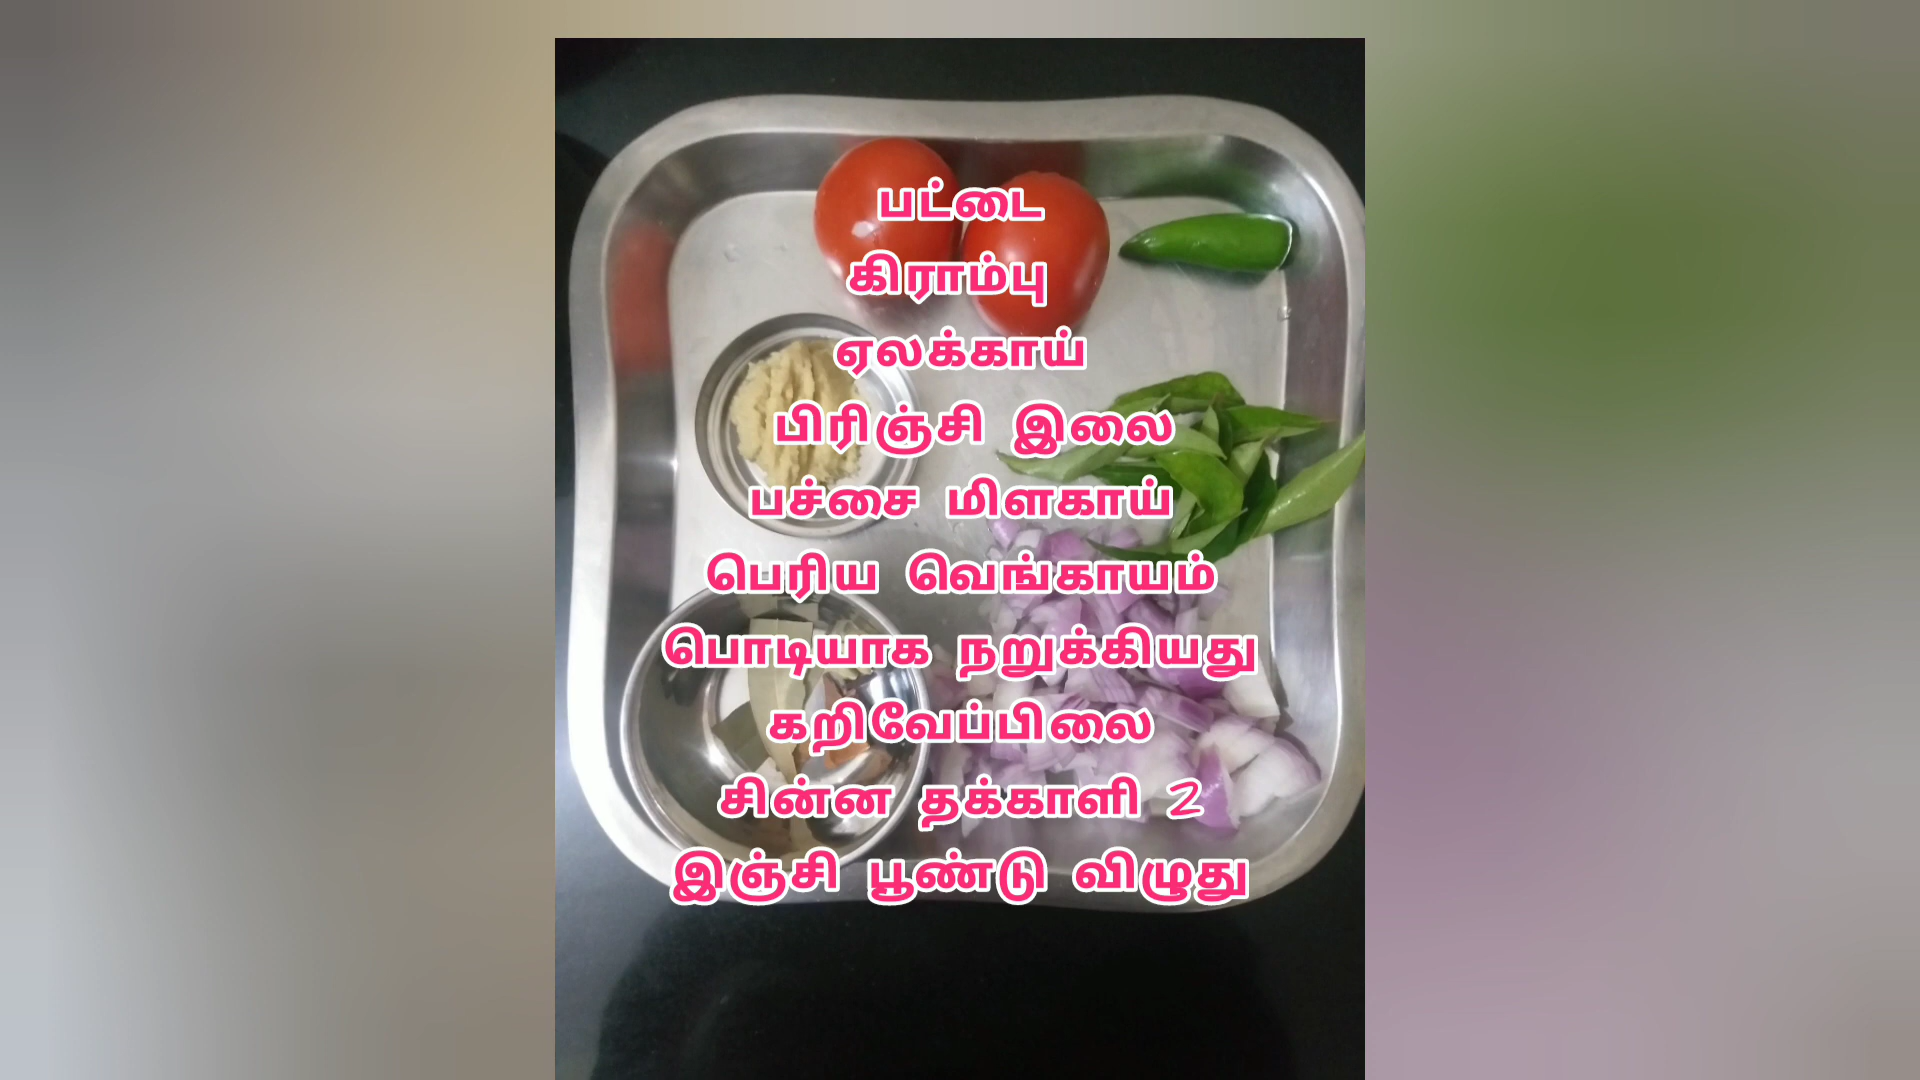 பட்டை
கிராம்பு
ஏலக்காய்
பிரிஞ்சி இலை
பச்சை மிளகாய்
பெரிய வெங்காயம்
பொடியாக நறுக்கியது
கறிவேப்பிலை
சின்ன தக்காளி 2
இஞ்சி பூண்டு விழுது